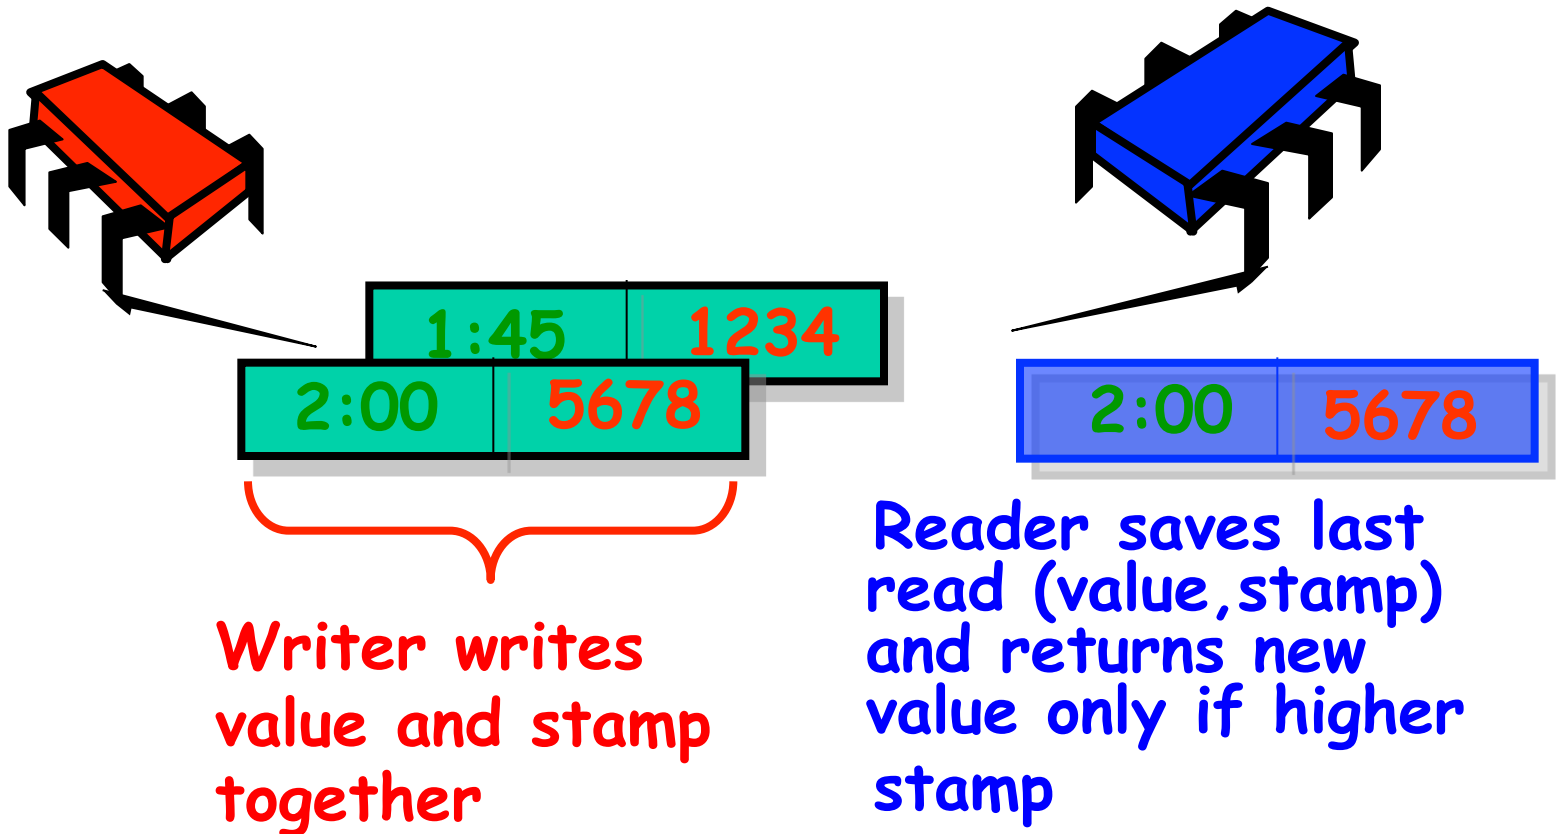 1:45 1234
2:00 5678
2:00 5678
Writer writes
value and stamp
together
Reader saves last
read (value,stamp)
and returns new
value only if higher
stamp